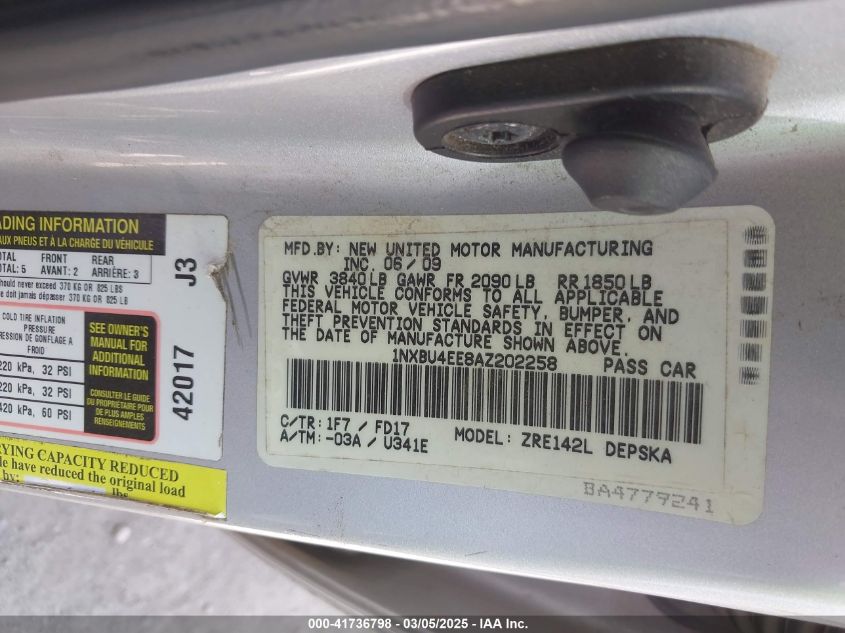 ADING INFORMATION
AUX PNEUS ET À LA CHARGE DU VÉHICULE
TOTAL FRONT REAR
TOTAL: 5 AVANT: 2 ARRIÈRE: 3
should never exceed 370 KG OR 825 LBS
ne doit jamais dépasser 370 KG OR 825 LB
COLD TIRE INFLATION
PRESSURE
PRESSION DE GONFLAGE À
FROID
220 kPa, 32 PSI
220 kPa, 32 PSI
420 kPa, 60 PSI
SEE OWNER'S
MANUAL FOR
ADDITIONAL
INFORMATION
CONSULTER LE GUIDE
DU PROPRIÉTAIRE POUR
DE PLUS AMPLES
RENSEIGNEMENTS
J3
42017
YING CAPACITY REDUCED
have reduced the original load
by: lbs
MFD.BY: NEW UNITED MOTOR MANUFACTURING
INC. 06/09
GVWR 3840LB GAWR FR 2090LB RR 1850LB
THIS VEHICLE CONFORMS TO ALL APPLICABLE
FEDERAL MOTOR VEHICLE SAFETY, BUMPER, AND
THEFT PREVENTION STANDARDS IN EFFECT ON
THE DATE OF MANUFACTURE SHOWN ABOVE.
1NXBU4EE8AZ202258 PASS CAR
C/TR: 1F7 / FD17
A/TM: -03A / U341E MODEL: ZRE142L DEPSKA
BA4779241
000-41736798 — 03/05/2025 — IAA Inc.